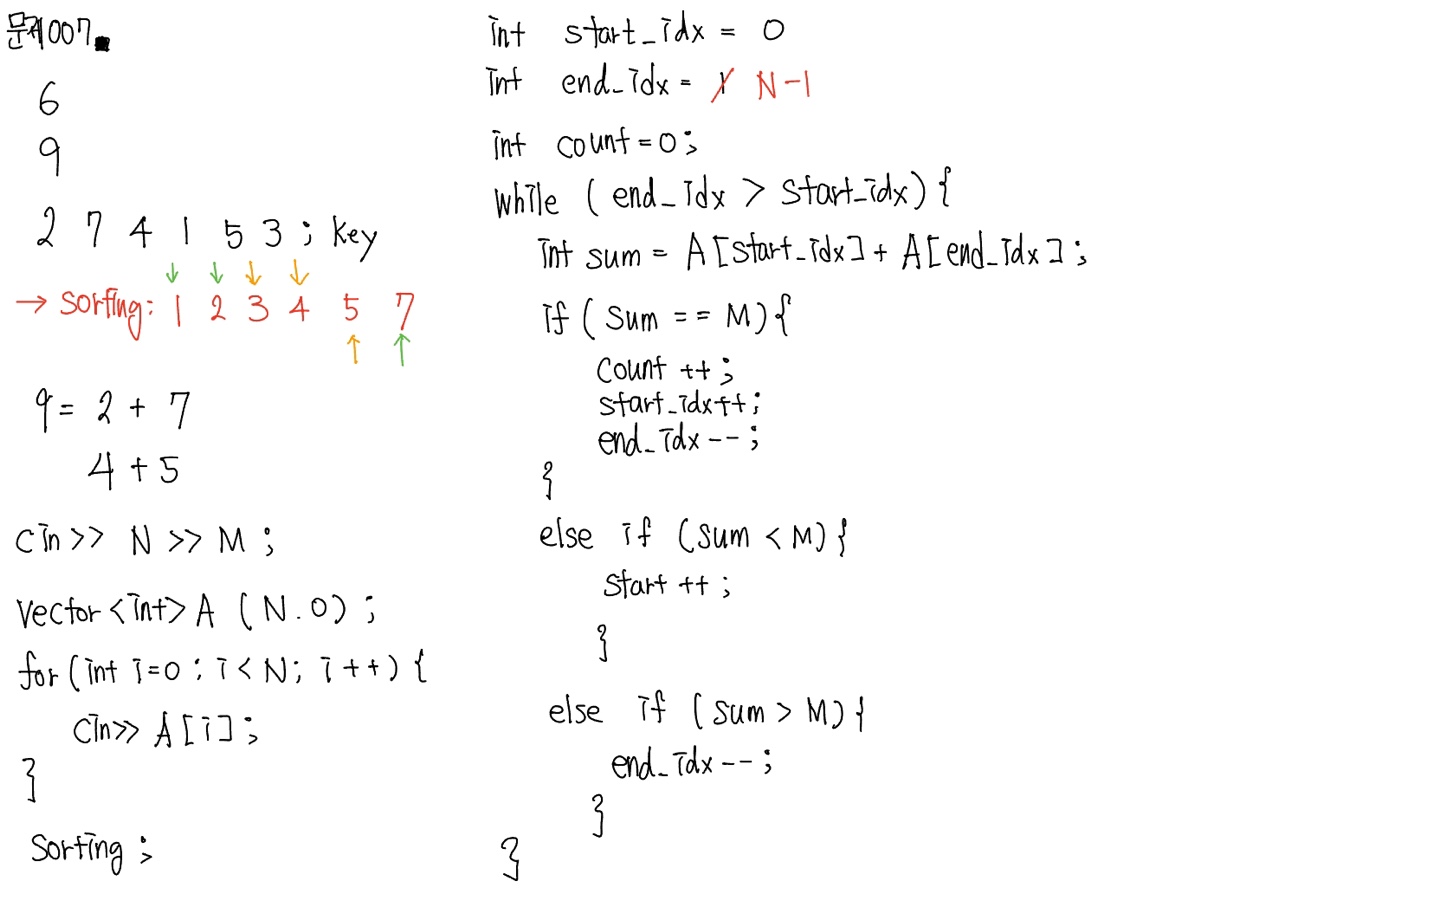 문제007.
6
9
2 7 4 1 5 3 ; key
→ sorting: 1 2 3 4 5 7
9 = 2 + 7
4 + 5
cin >> N >> M ;
vector<int> A (N.0) ;
for (int i=0 ; i < N; i ++) {
cin >> A [i] ;
}
Sorting ;
int start_idx = 0
int end_idx = 1 N-1
int count = 0 ;
while ( end_idx > start_idx) {
int sum = A [start_idx] + A [end_idx] ;
if ( sum == M) {
count ++ ;
start_idx++ ;
end_idx -- ;
}
else if (sum < M) {
start ++ ;
}
else if (sum > M) {
end_idx -- ;
}
}